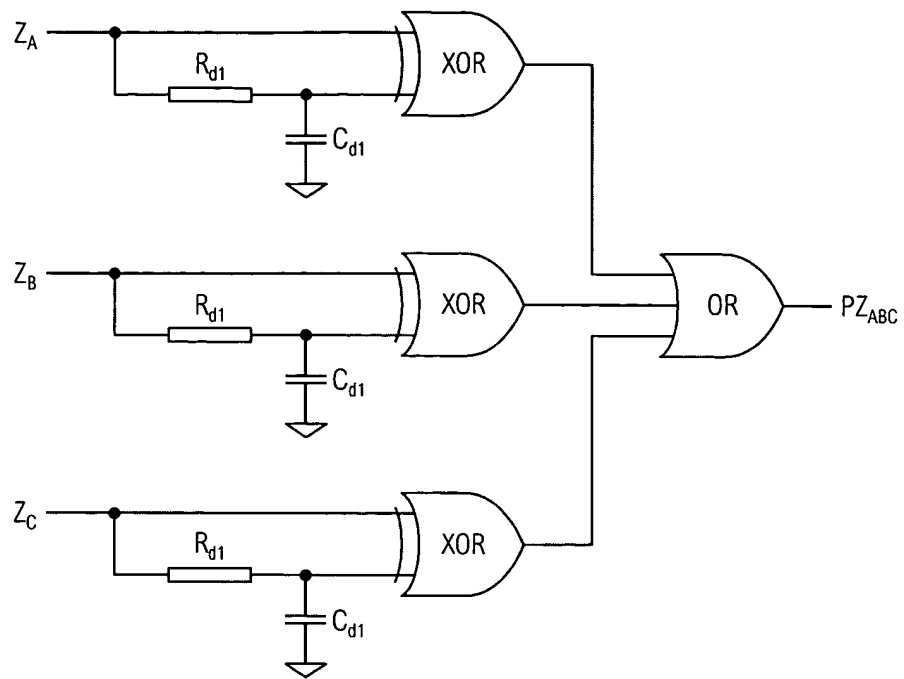 Z_A
R_d1
XOR
C_d1
Z_B
R_d1
XOR
OR
PZ_ABC
C_d1
Z_C
R_d1
XOR
C_d1